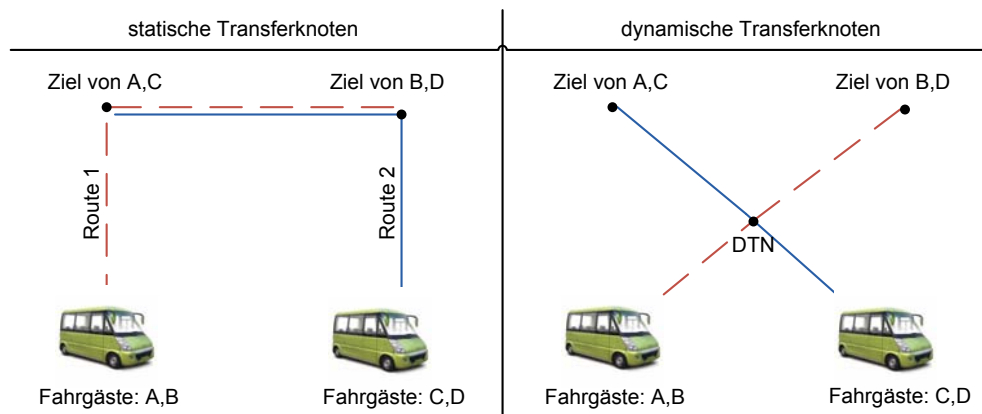 statische Transferknoten
Ziel von A,C
Ziel von B,D
Route 1
Route 2
Fahrgäste: A,B
Fahrgäste: C,D
dynamische Transferknoten
Ziel von A,C
Ziel von B,D
DTN
Fahrgäste: A,B
Fahrgäste: C,D